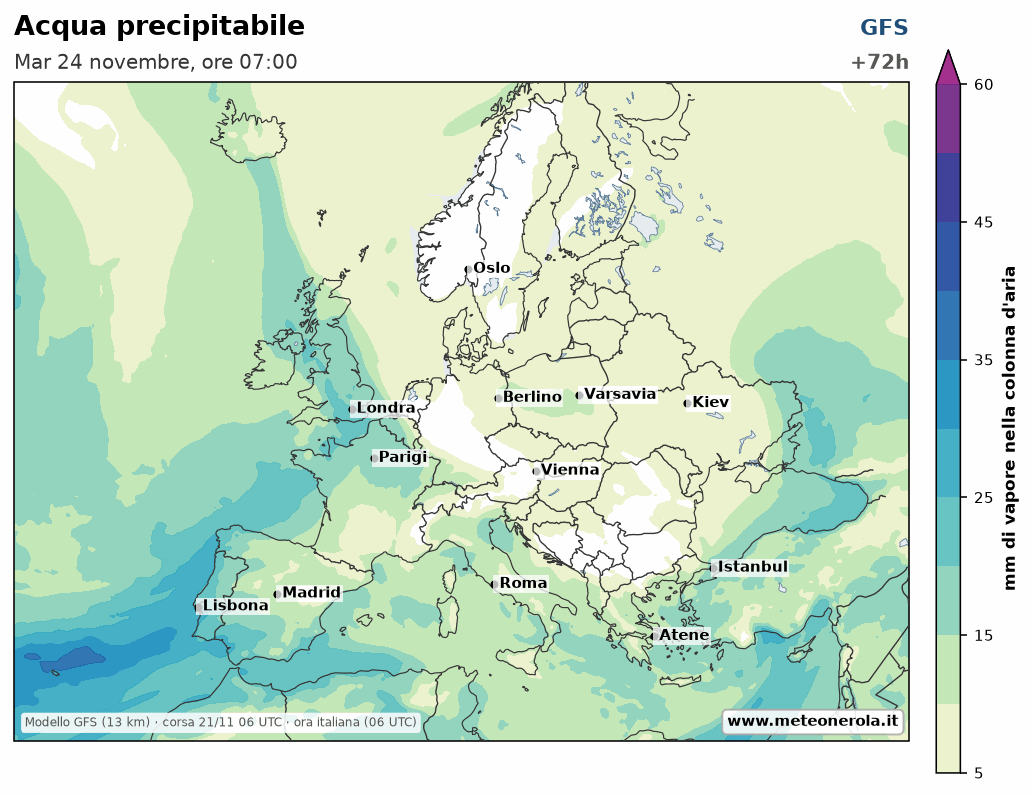 Acqua precipitabile
GFS
Mar 24 novembre, ore 07:00
+72h
60
45
35
25
15
5
mm di vapore nella colonna d'aria
Oslo
Berlino
Varsavia
Kiev
Londra
Parigi
Vienna
Istanbul
Roma
Madrid
Lisbona
Atene
Modello GFS (13 km) · corsa 21/11 06 UTC · ora italiana (06 UTC)
www.meteonerola.it